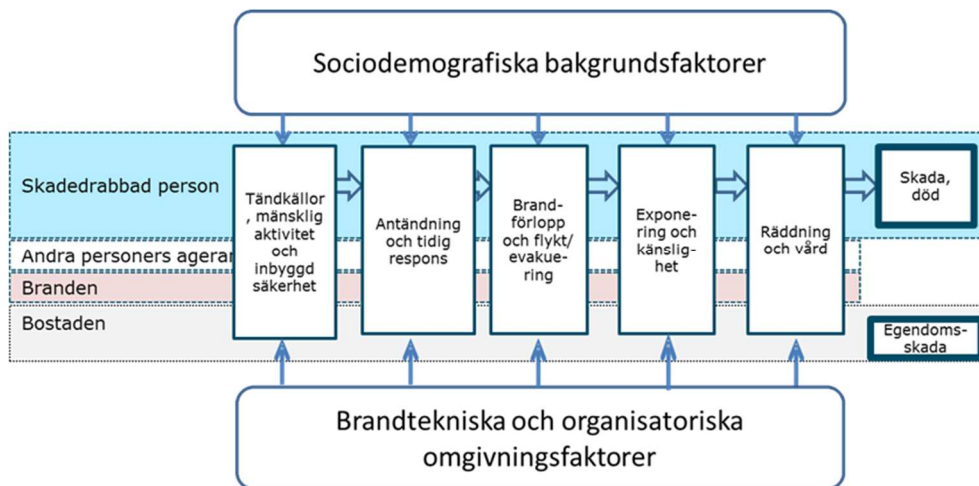 Sociodemografiska bakgrundsfaktorer
Skadedrabbad person
Andra personers ageran
Branden
Bostaden
Tändkällor
, mänsklig
aktivitet
och
inbyggd
säkerhet
Antändning
och tidig
respons
Brand-
förlopp
och flykt/
evakue-
ring
Expone-
ring och
känslig-
het
Räddning
och vård
Skada,
död
Egendoms-
skada
Brandtekniska och organisatoriska
omgivningsfaktorer